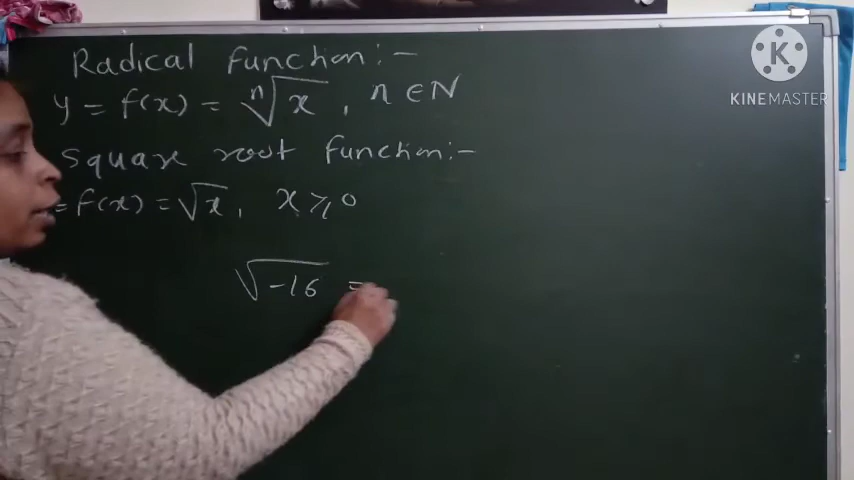 Radical function:-
y = f(x) = ⁿ√x , n ∈ N
square root function:-
= f(x) = √x , x ≥ 0
√-16 =
K
KINEMASTER